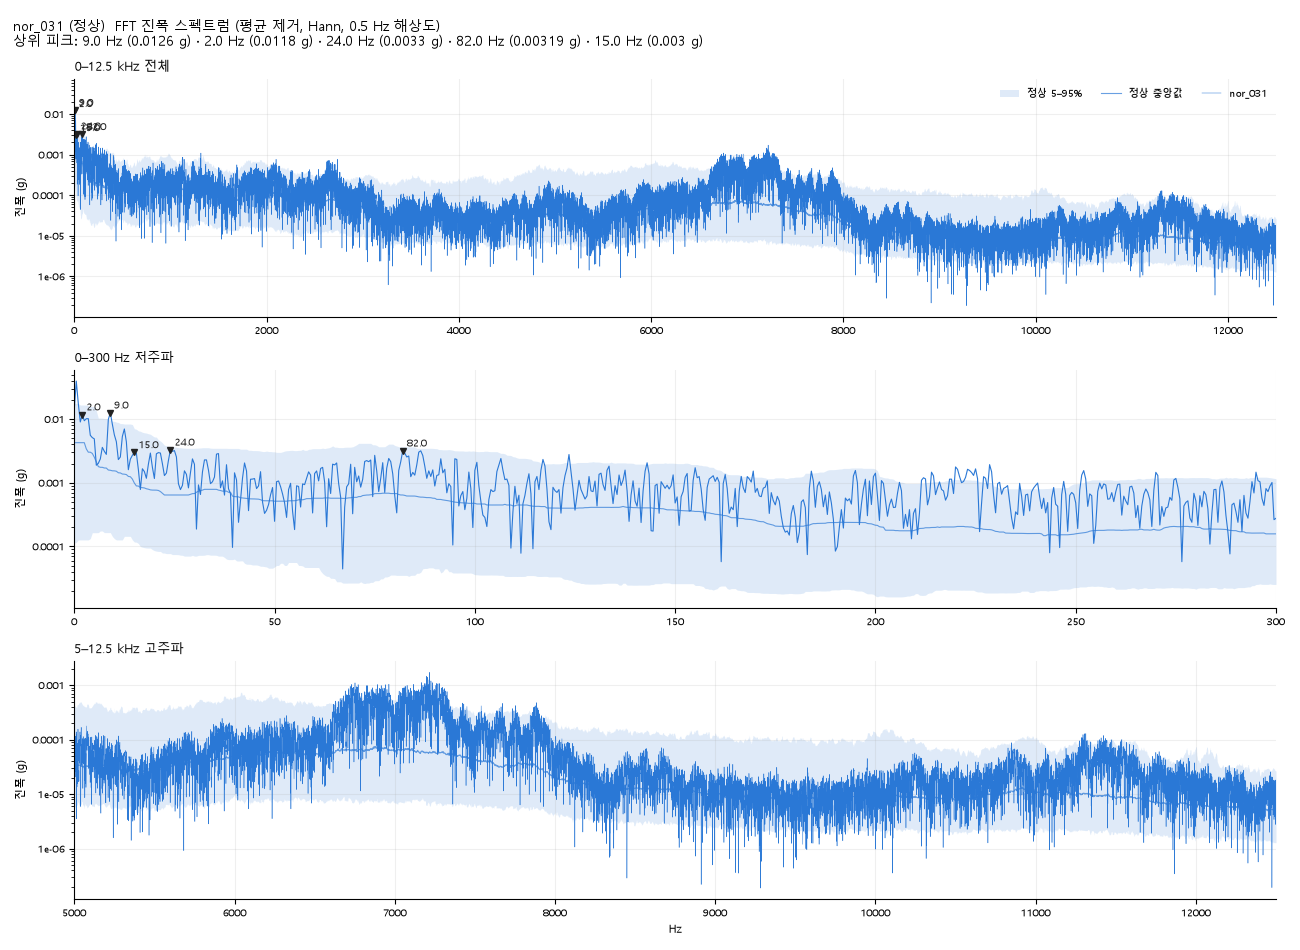 nor_031 (정상)  FFT 진폭 스펙트럼 (평균 제거, Hann, 0.5 Hz 해상도)
상위 피크: 9.0 Hz (0.0126 g) · 2.0 Hz (0.0118 g) · 24.0 Hz (0.0033 g) · 82.0 Hz (0.00319 g) · 15.0 Hz (0.003 g)
0–12.5 kHz 전체
정상 5–95% 정상 중앙값 nor_031
진폭 (g)
0.01
0.001
0.0001
1e-05
1e-06
0 2000 4000 6000 8000 10000 12000
0–300 Hz 저주파
진폭 (g)
0.01
0.001
0.0001
2.0 9.0 15.0 24.0 82.0
0 50 100 150 200 250 300
5–12.5 kHz 고주파
진폭 (g)
0.001
0.0001
1e-05
1e-06
5000 6000 7000 8000 9000 10000 11000 12000
Hz